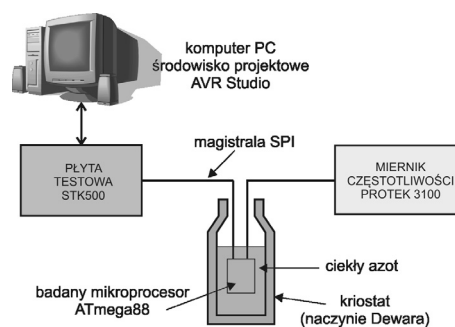 komputer PC
środowisko projektowe
AVR Studio
magistrala SPI
PŁYTA
TESTOWA
STK500
MIERNIK
CZĘSTOTLIWOŚCI
PROTEK 3100
badany mikroprocesor
ATmega88
ciekły azot
kriostat
(naczynie Dewara)